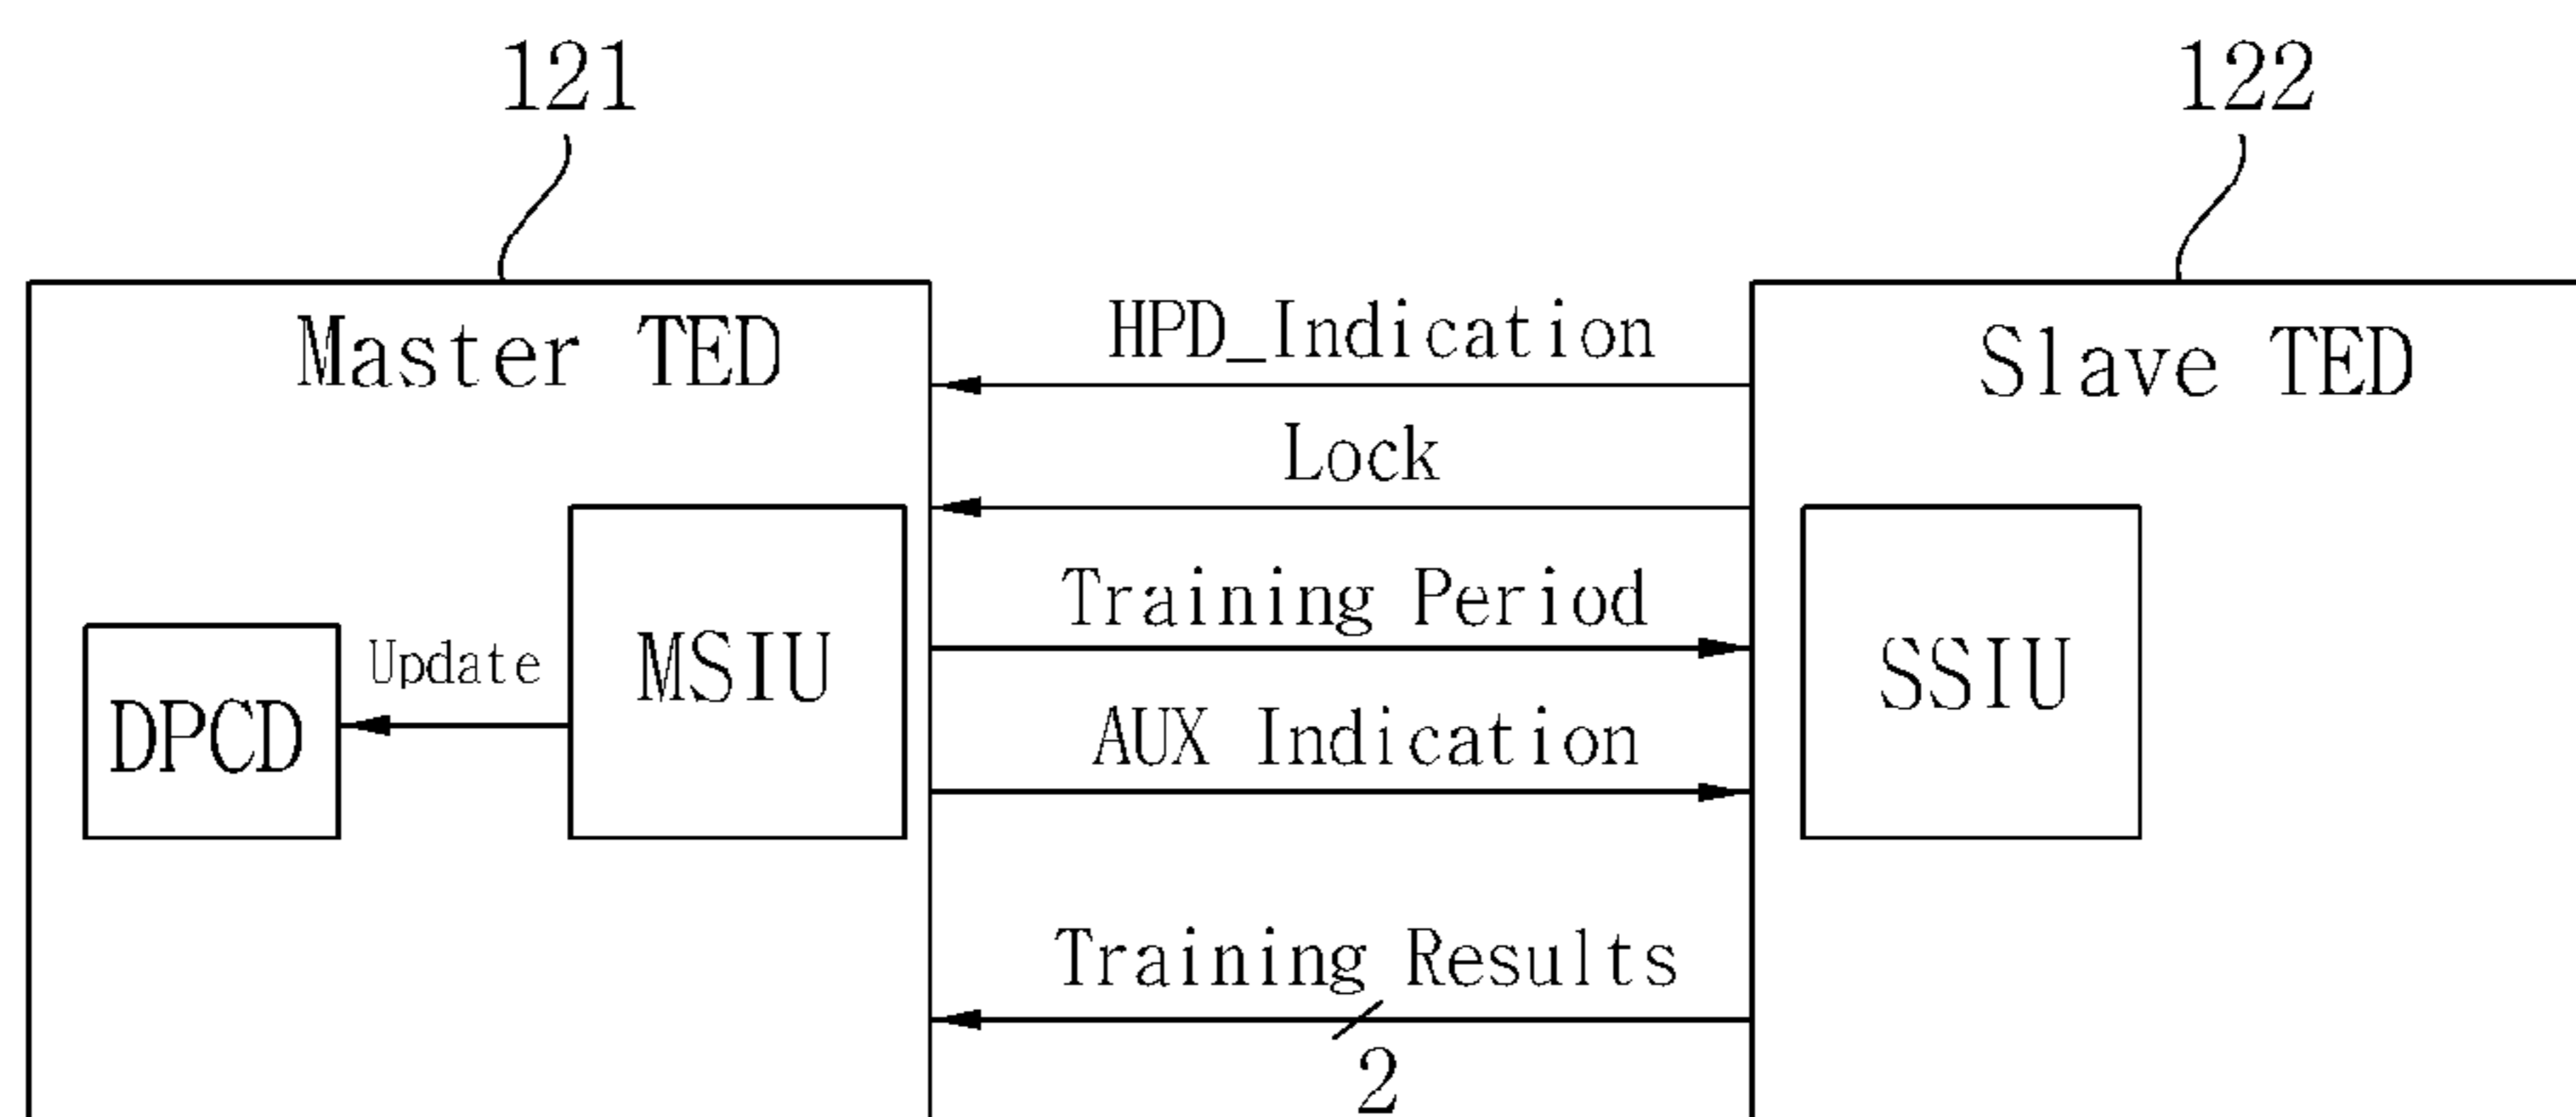 121
122
Master TED
HPD_Indication
Slave TED
Lock
Training Period
Update
MSIU
SSIU
DPCD
AUX Indication
Training Results
2